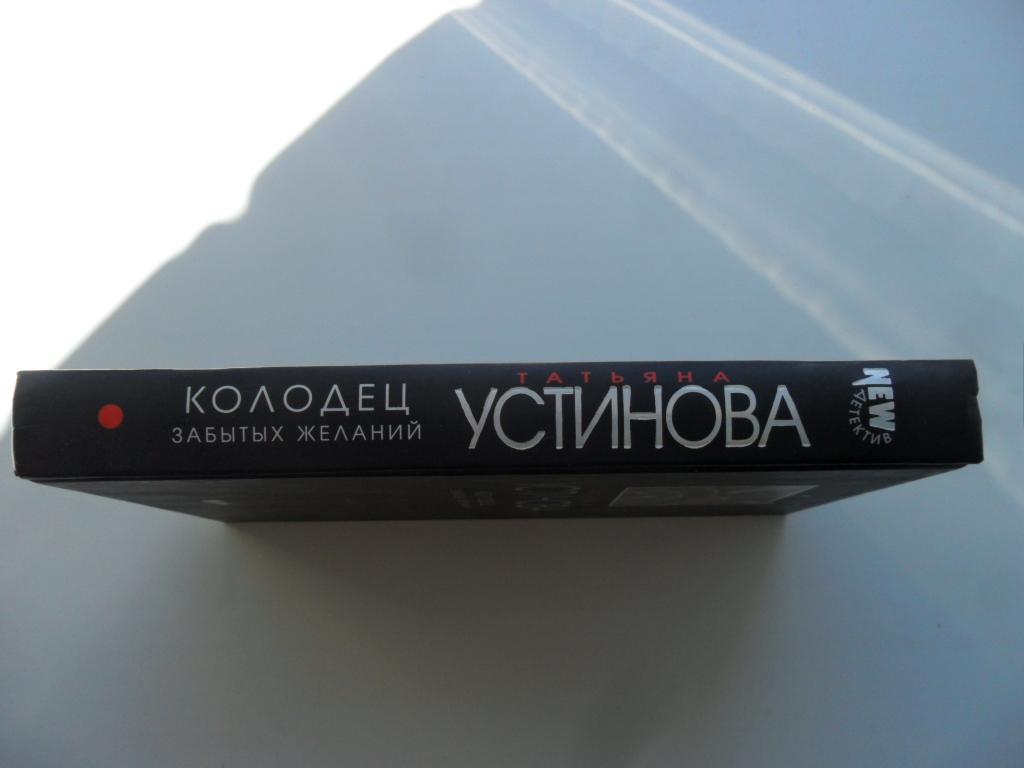 КОЛОДЕЦ
ЗАБЫТЫХ ЖЕЛАНИЙ
ТАТЬЯНА
УСТИНОВА
NEW
ДЕТЕКТИВ